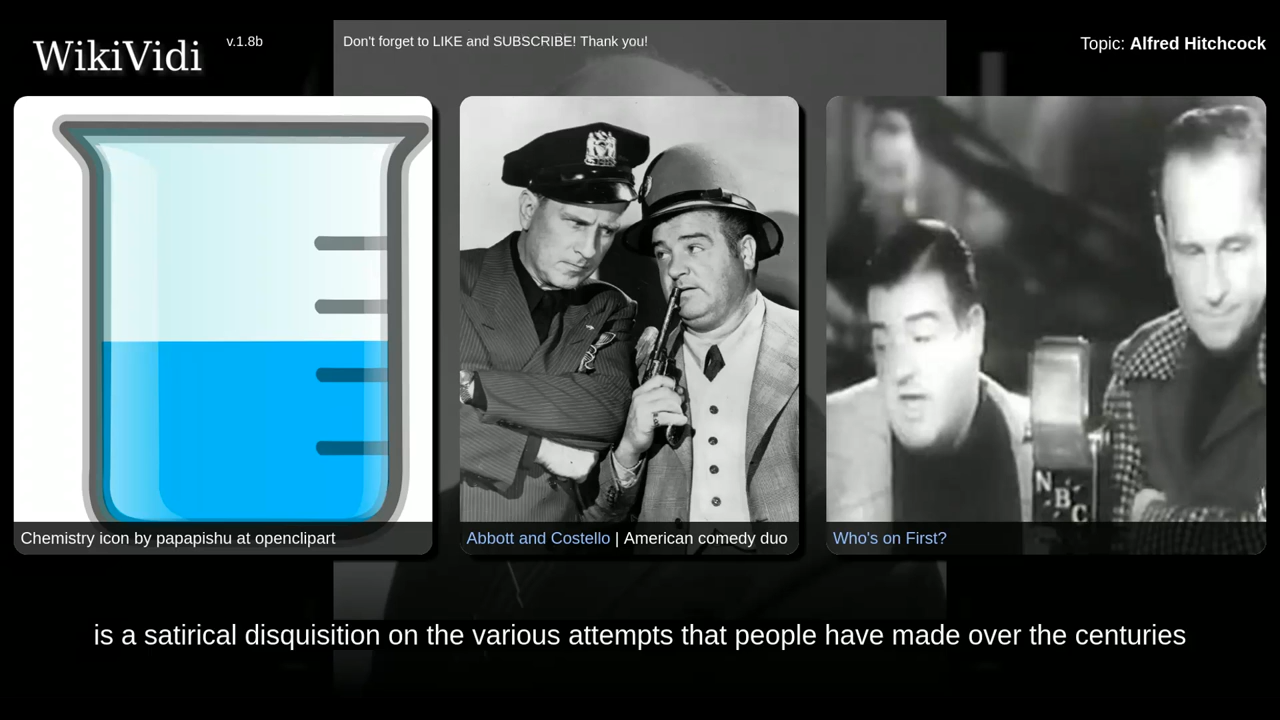 WikiVidi
v.1.8b
Don't forget to LIKE and SUBSCRIBE! Thank you!
Topic: Alfred Hitchcock
NBC
Chemistry icon by papapishu at openclipart
Abbott and Costello | American comedy duo
Who's on First?
is a satirical disquisition on the various attempts that people have made over the centuries